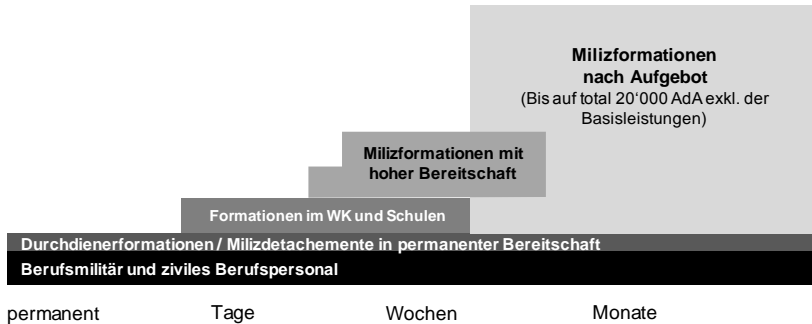 Milizformationen
nach Aufgebot
(Bis auf total 20‘000 AdA exkl. der
Basisleistungen)
Milizformationen mit
hoher Bereitschaft
Formationen im WK und Schulen
Durchdienerformationen / Milizdetachemente in permanenter Bereitschaft
Berufsmilitär und ziviles Berufspersonal
permanent Tage Wochen Monate